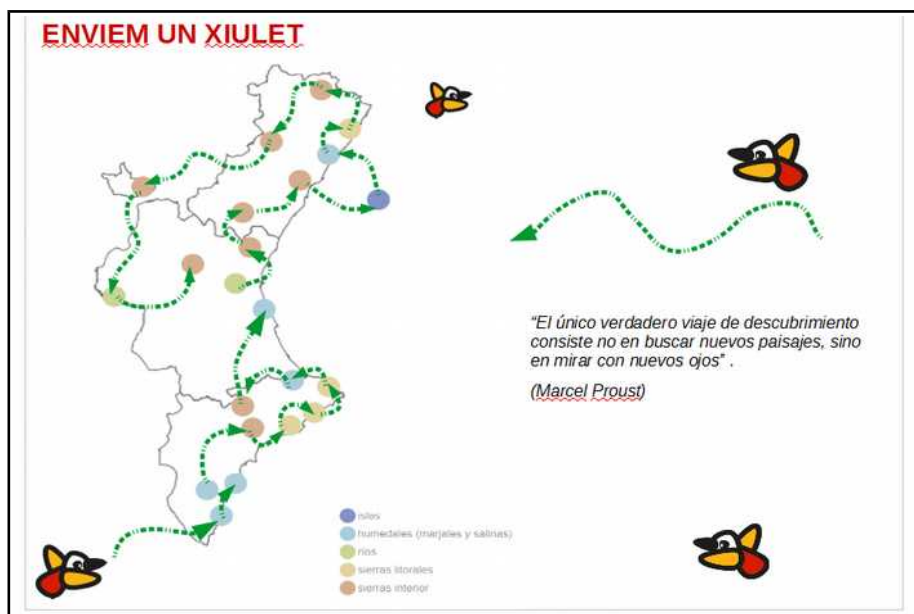 ENVIEM UN XIULET
"El único verdadero viaje de descubrimiento
consiste no en buscar nuevos paisajes, sino
en mirar con nuevos ojos" .
(Marcel Proust)
islas
humedales (marjales y salinas)
ríos
sierras litorales
sierras interior